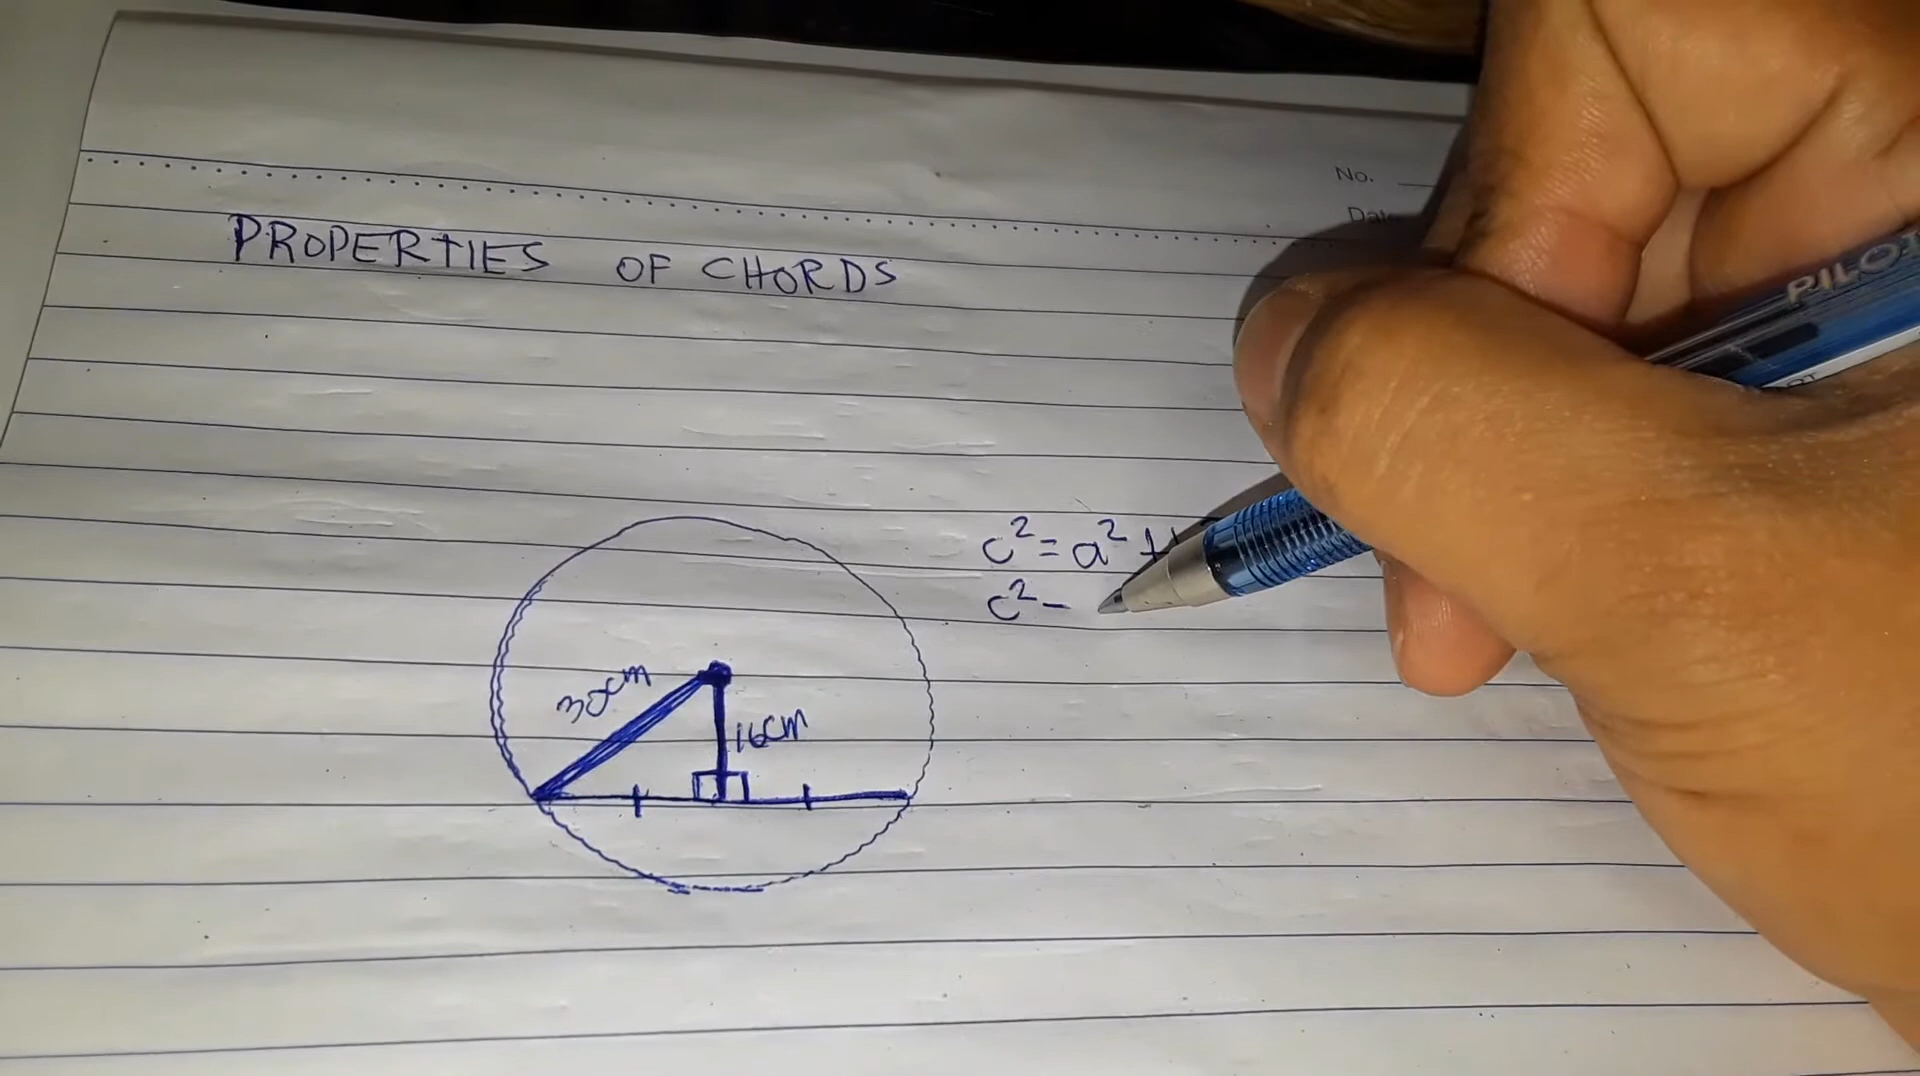 No.
PROPERTIES OF CHORDS
PILOT
c² = a² +
c² -
30cm
16cm